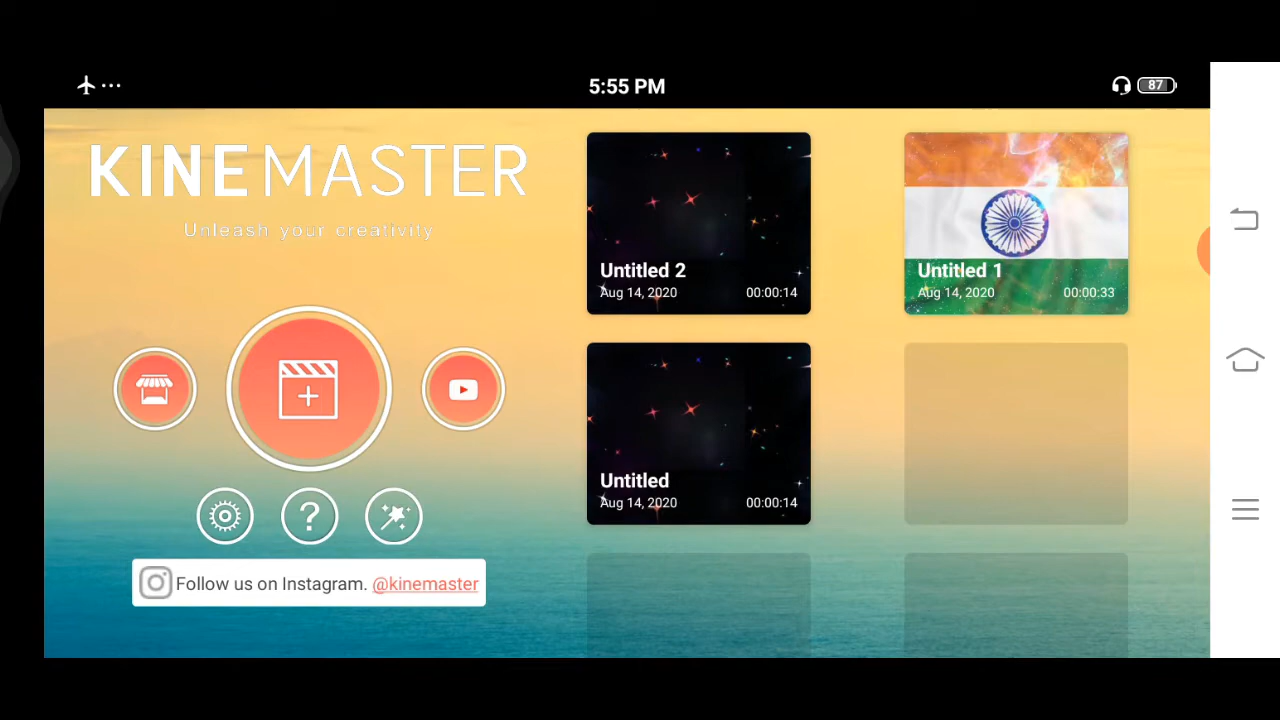 5:55 PM
87
KINEMASTER
Unleash your creativity
Untitled 2
Aug 14, 2020 00:00:14
Untitled 1
Aug 14, 2020 00:00:33
Untitled
Aug 14, 2020 00:00:14
?
Follow us on Instagram. @kinemaster